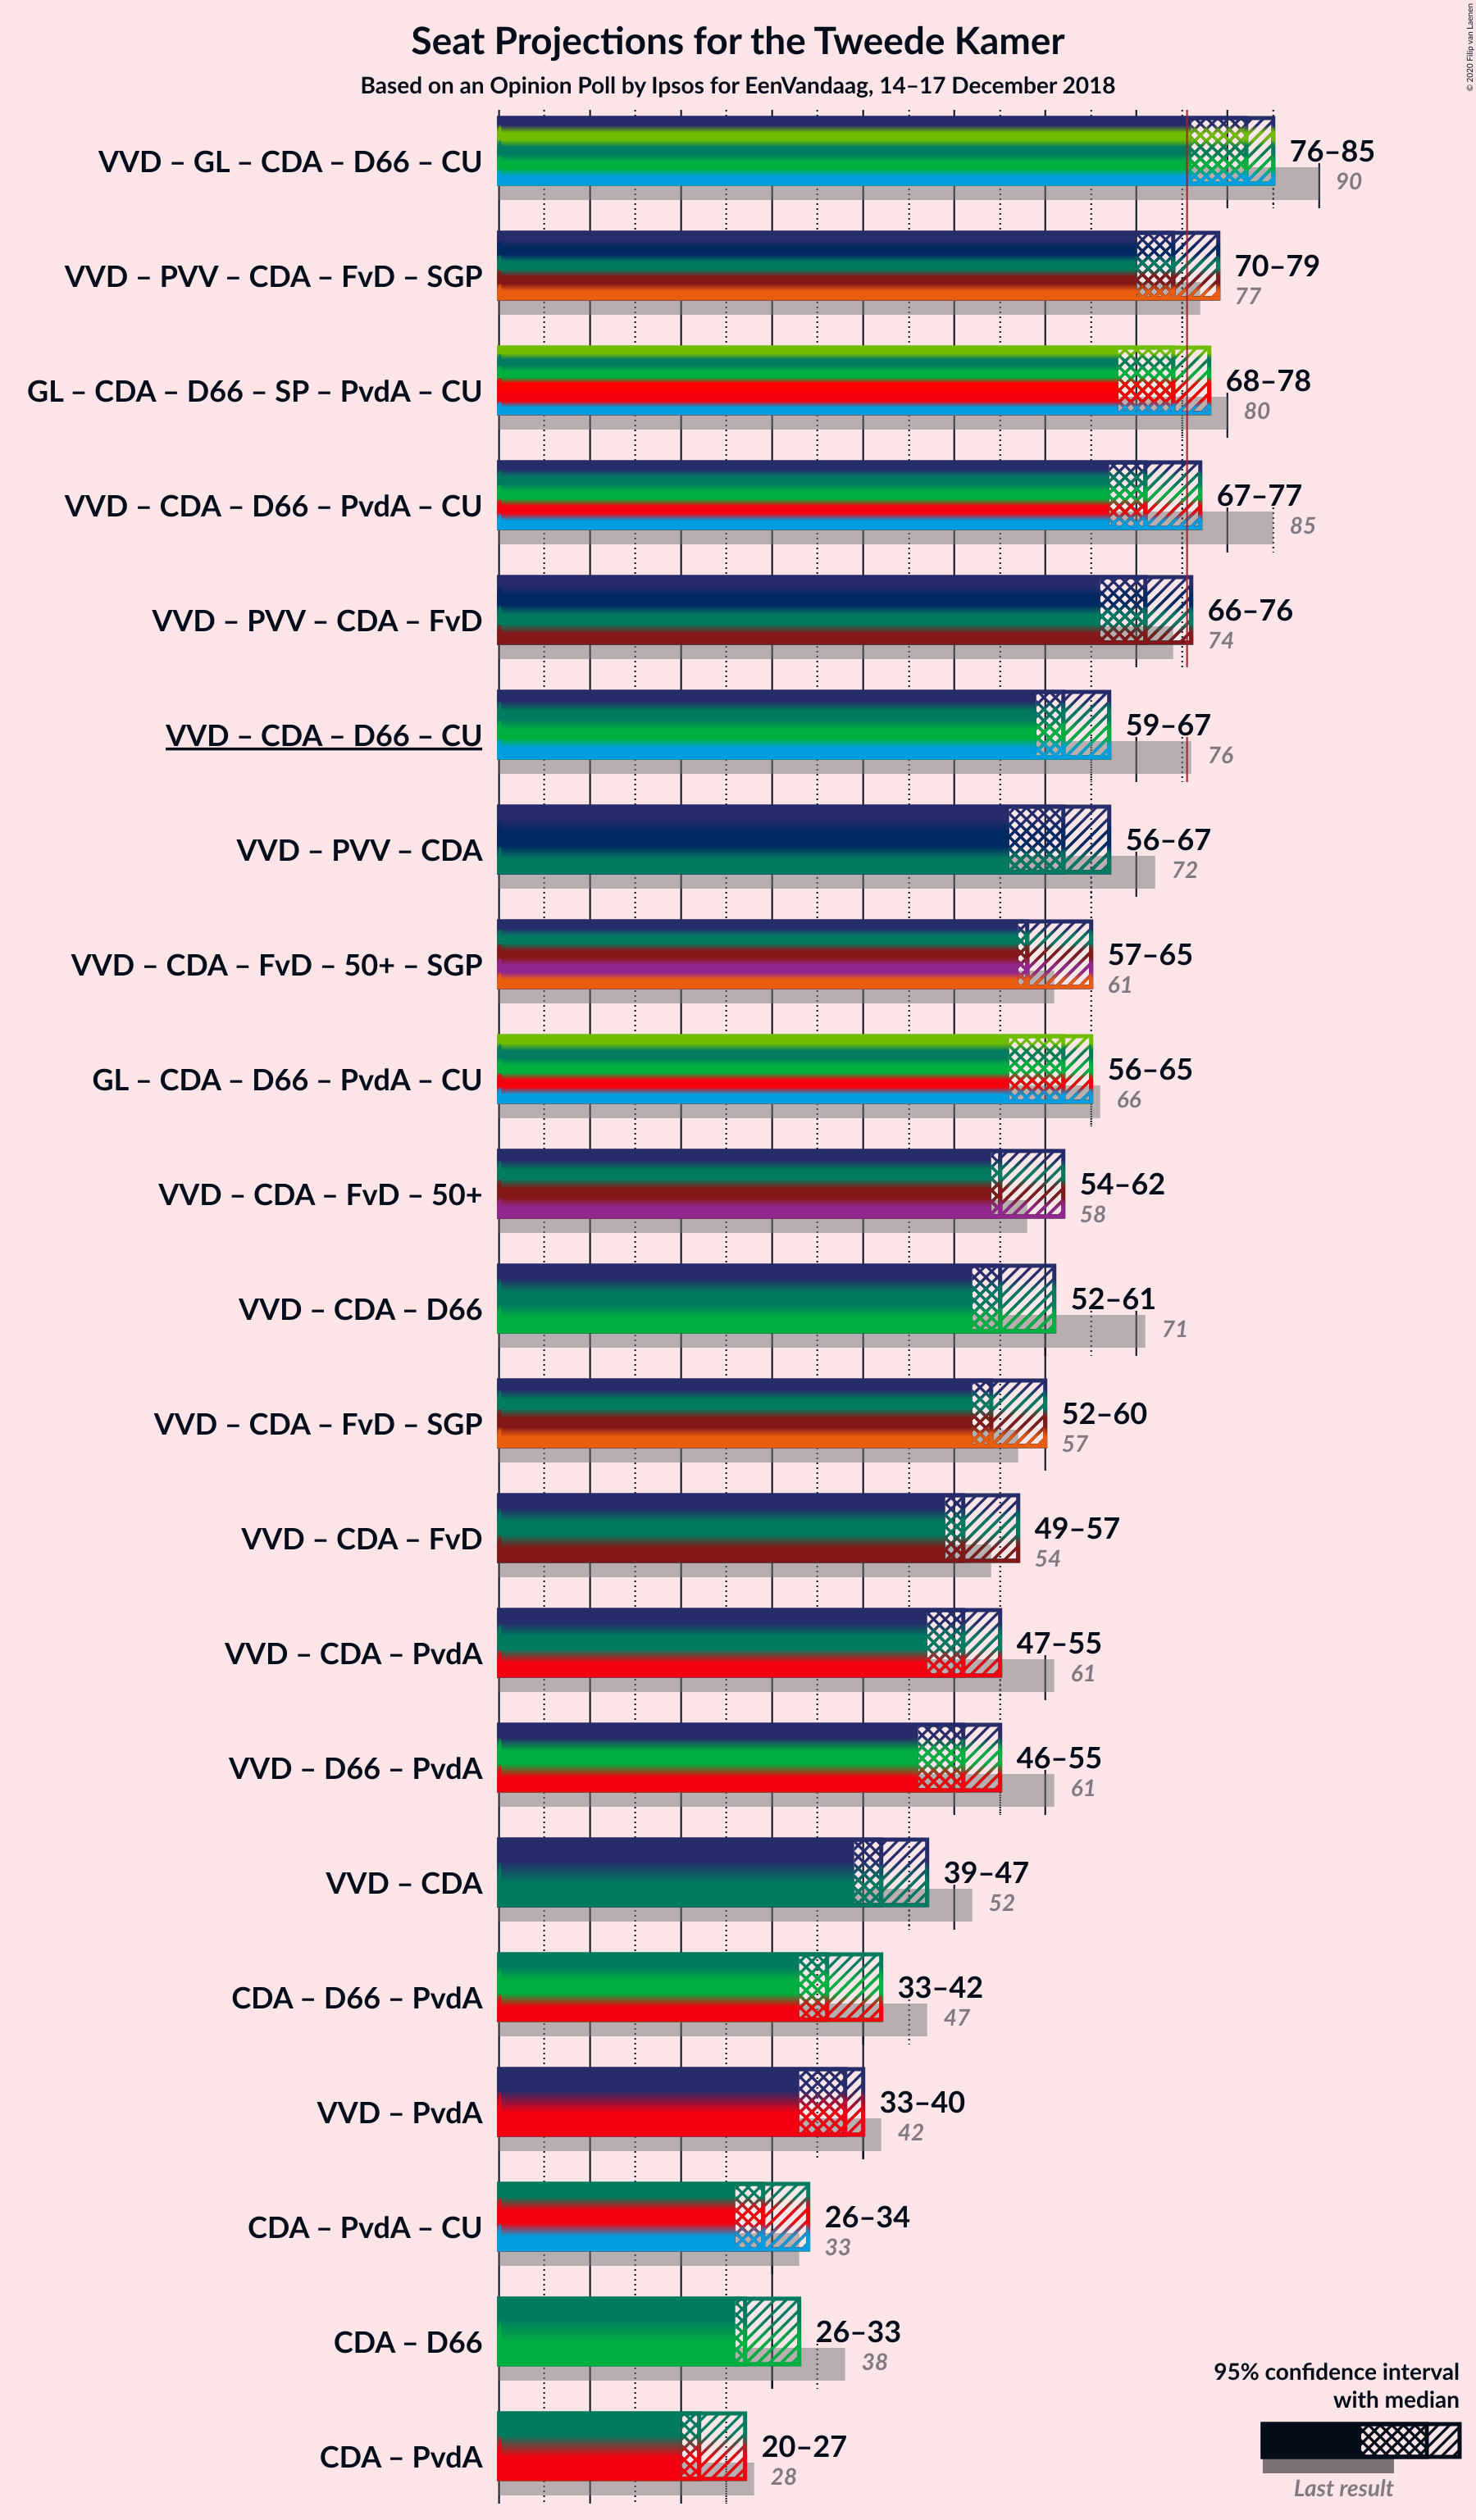 Seat Projections for the Tweede Kamer
Based on an Opinion Poll by Ipsos for EenVandaag, 14–17 December 2018
© 2020 Filip van Laenen
VVD – GL – CDA – D66 – CU
76–85
90
VVD – PVV – CDA – FvD – SGP
70–79
77
GL – CDA – D66 – SP – PvdA – CU
68–78
80
VVD – CDA – D66 – PvdA – CU
67–77
85
VVD – PVV – CDA – FvD
66–76
74
VVD – CDA – D66 – CU
59–67
76
VVD – PVV – CDA
56–67
72
VVD – CDA – FvD – 50+ – SGP
57–65
61
GL – CDA – D66 – PvdA – CU
56–65
66
VVD – CDA – FvD – 50+
54–62
58
VVD – CDA – D66
52–61
71
VVD – CDA – FvD – SGP
52–60
57
VVD – CDA – FvD
49–57
54
VVD – CDA – PvdA
47–55
61
VVD – D66 – PvdA
46–55
61
VVD – CDA
39–47
52
CDA – D66 – PvdA
33–42
47
VVD – PvdA
33–40
42
CDA – PvdA – CU
26–34
33
CDA – D66
26–33
38
CDA – PvdA
20–27
28
95% confidence interval
with median
Last result